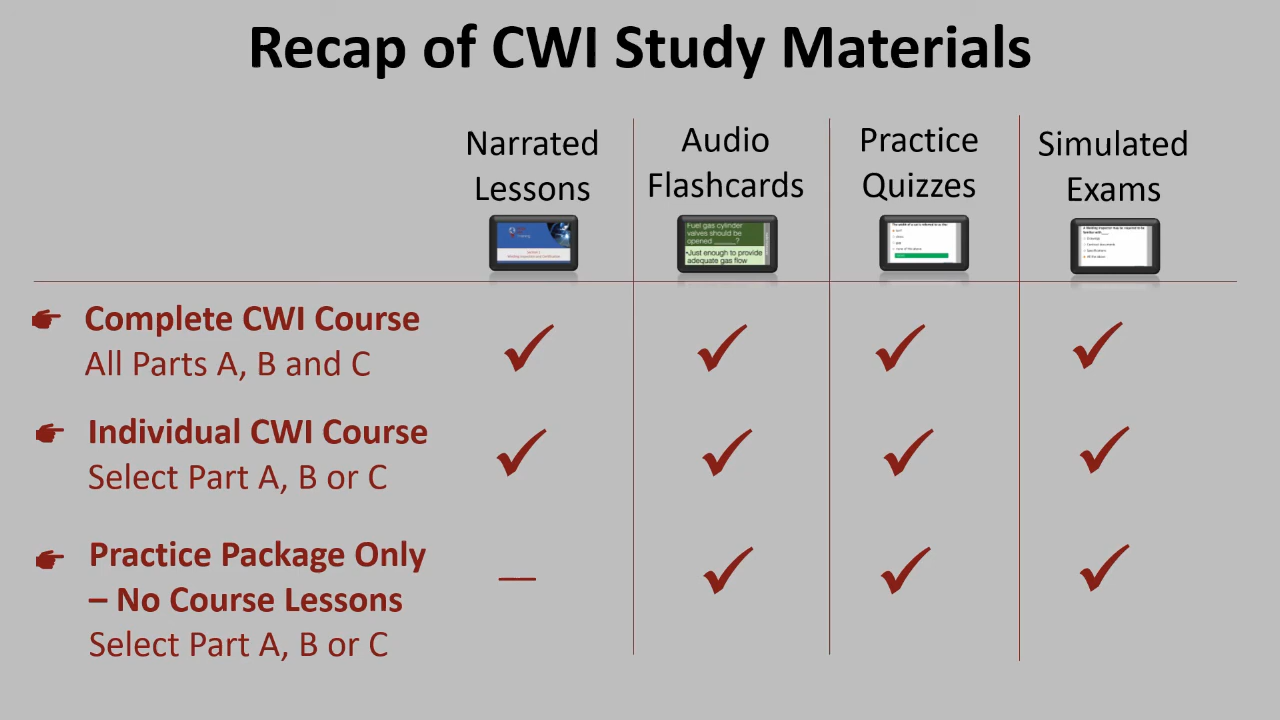 Recap of CWI Study Materials
Narrated
Lessons
Audio
Flashcards
Practice
Quizzes
Simulated
Exams
Fuel gas cylinder
valves should be
opened ______?
•Just enough to provide
adequate gas flow
Complete CWI Course
All Parts A, B and C
Individual CWI Course
Select Part A, B or C
Practice Package Only
– No Course Lessons
Select Part A, B or C